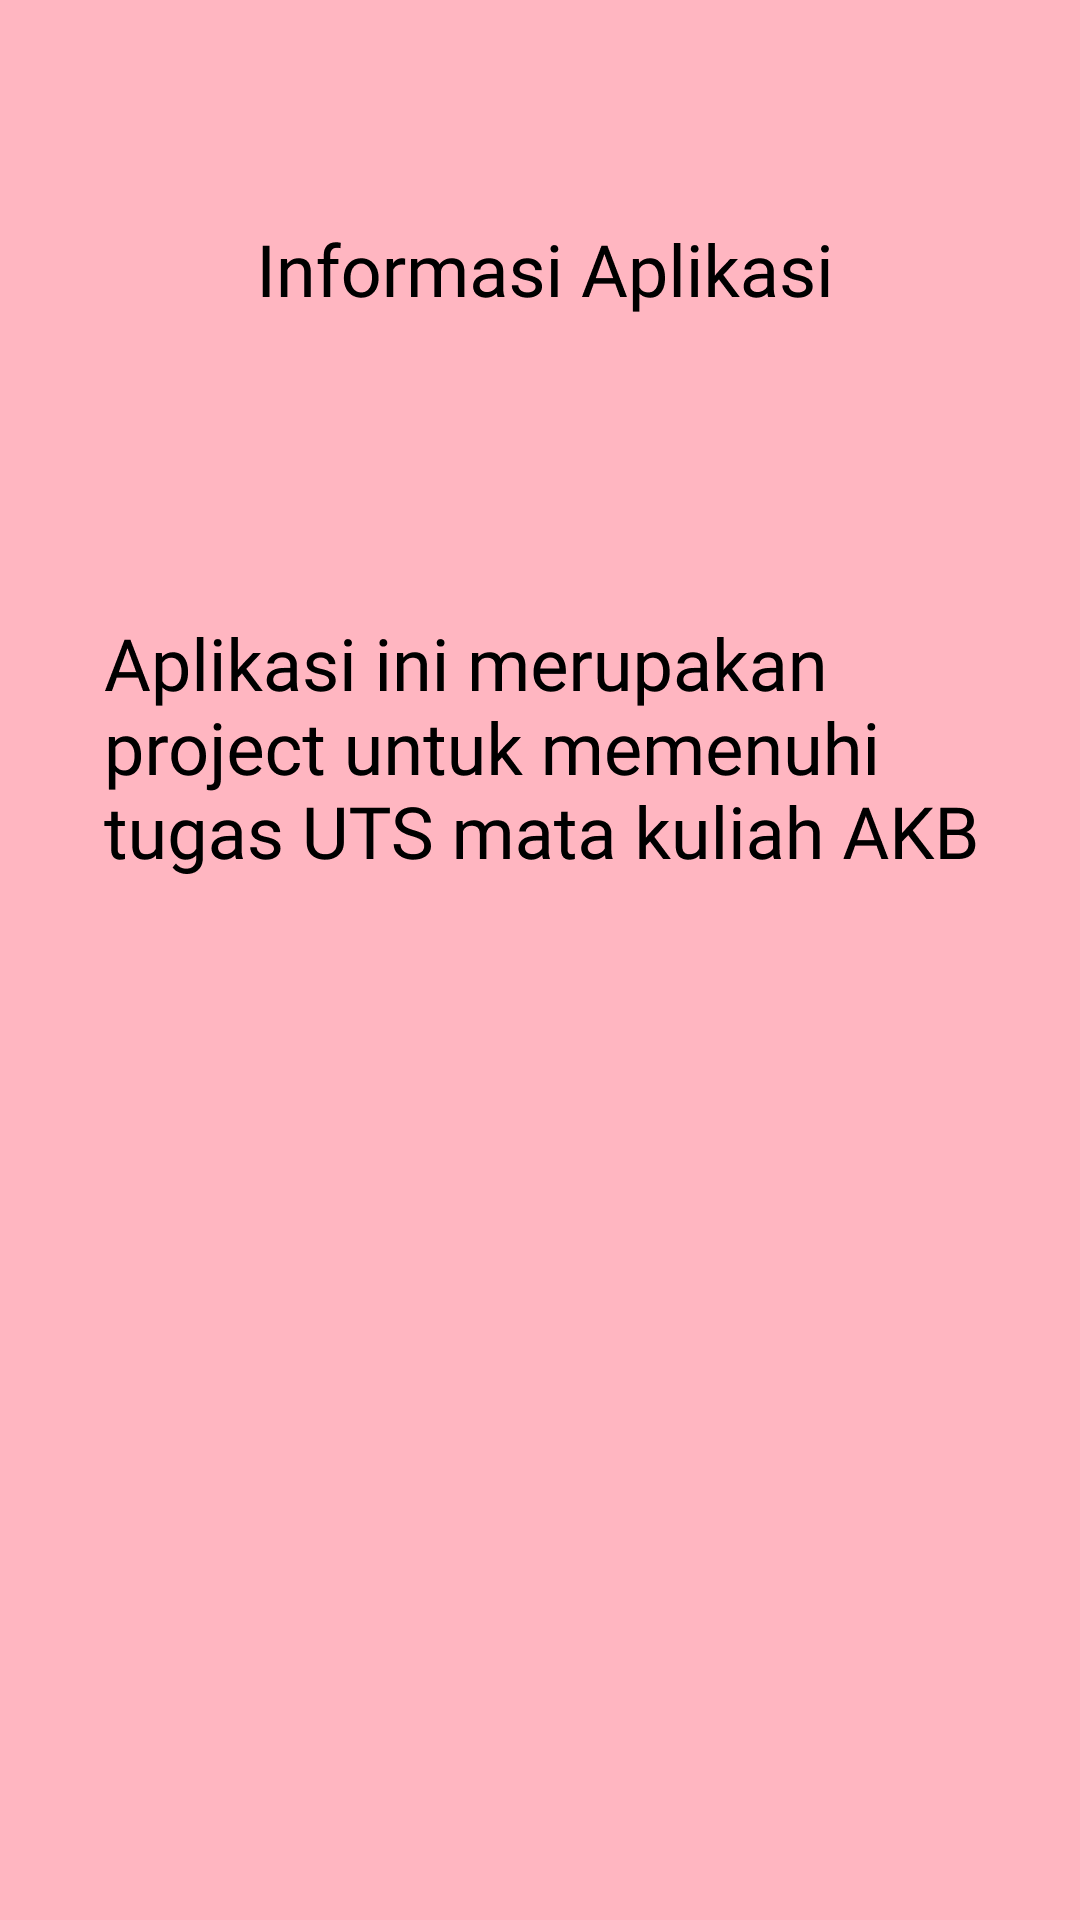 Informasi Aplikasi
Aplikasi ini merupakan
project untuk memenuhi
tugas UTS mata kuliah AKB